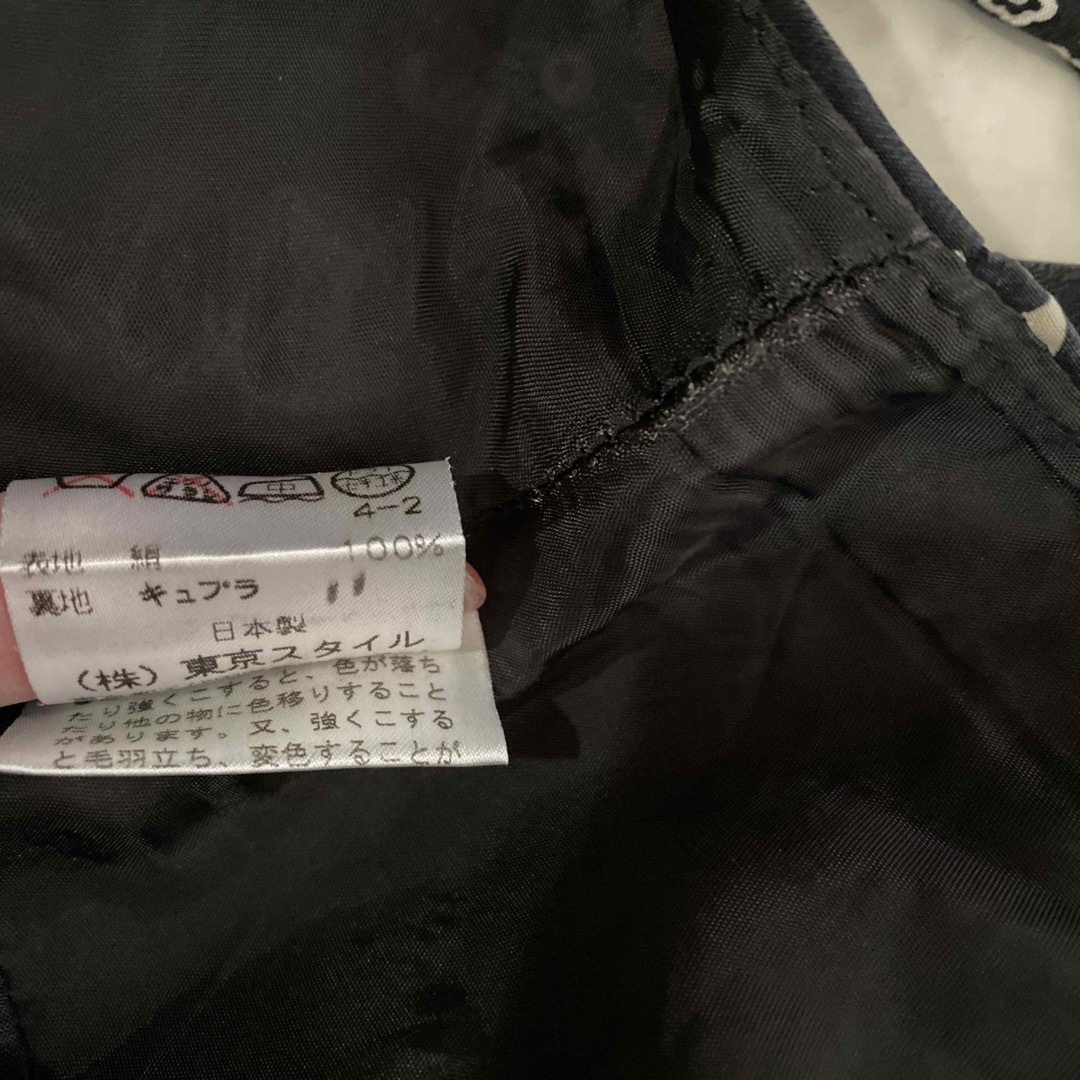 中
4-2
表地 絹 100%
裏地 キュプラ 〃
日本製
(株)東京スタイル
強くこすると、色が落ち
たり他の物に色移りすること
があります。又、強くこする
と毛羽立ち、変色することが